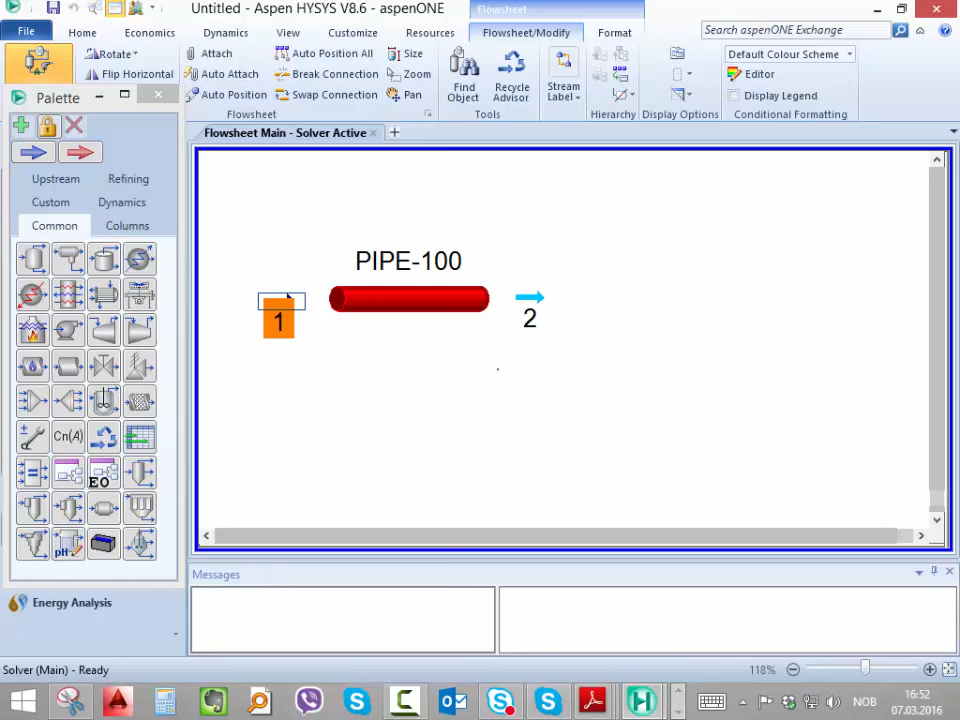 Untitled - Aspen HYSYS V8.6 - aspenONE
Flowsheet
File
Home
Economics
Dynamics
View
Customize
Resources
Flowsheet/Modify
Format
Search aspenONE Exchange
Rotate
Flip Horizontal
Attach
Auto Attach
Auto Position
Auto Position All
Break Connection
Swap Connection
Size
Zoom
Pan
Flowsheet
Find Object
Recycle Advisor
Tools
Stream Label
Hierarchy
Display Options
Default Colour Scheme
Editor
Display Legend
Conditional Formatting
Palette
Flowsheet Main - Solver Active
Upstream
Refining
Custom
Dynamics
Common
Columns
Cn(A)
EO
pH
PIPE-100
1
2
Messages
Energy Analysis
Solver (Main) - Ready
118%
NOB
16:52
07.03.2016